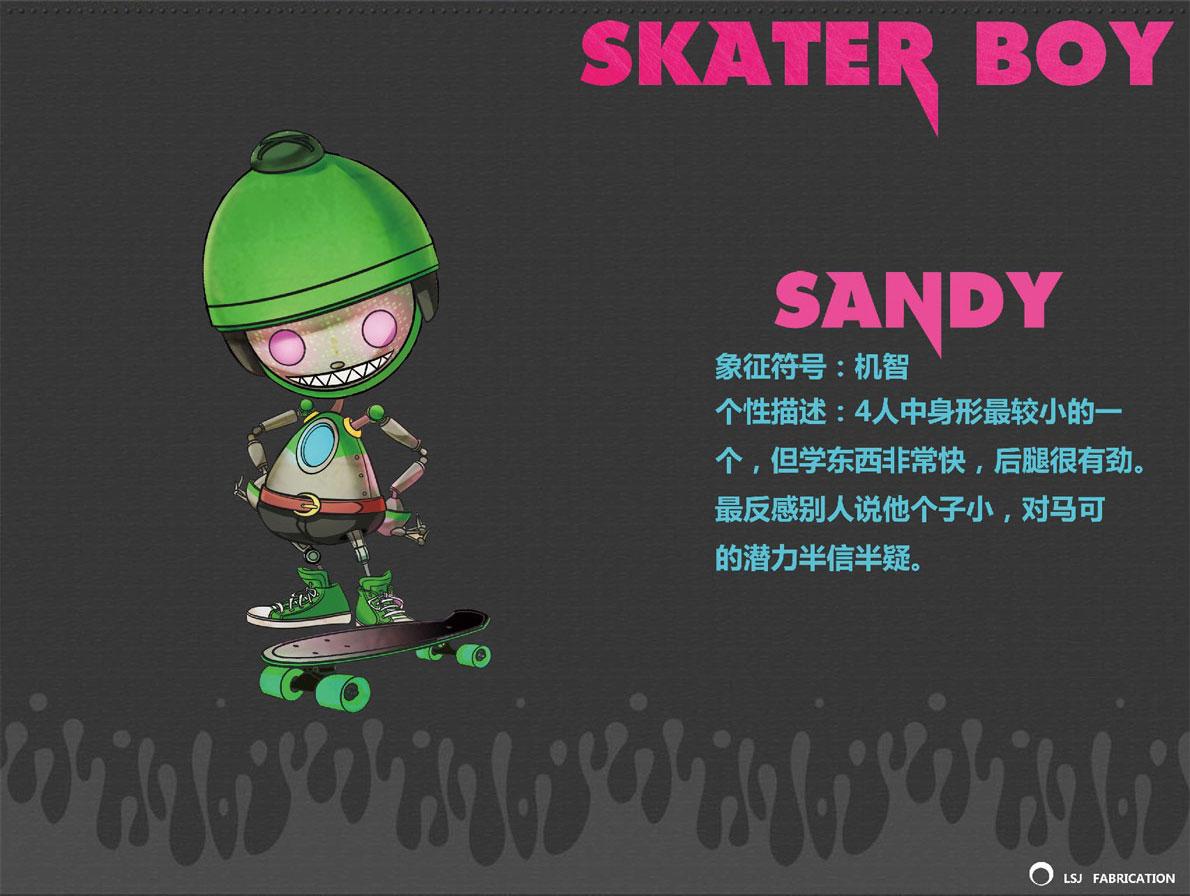 SKATER BOY
SANDY
象征符号：机智
个性描述：4人中身形最较小的一
个，但学东西非常快，后腿很有劲。
最反感别人说他个子小，对马可
的潜力半信半疑。
LSJ FABRICATION